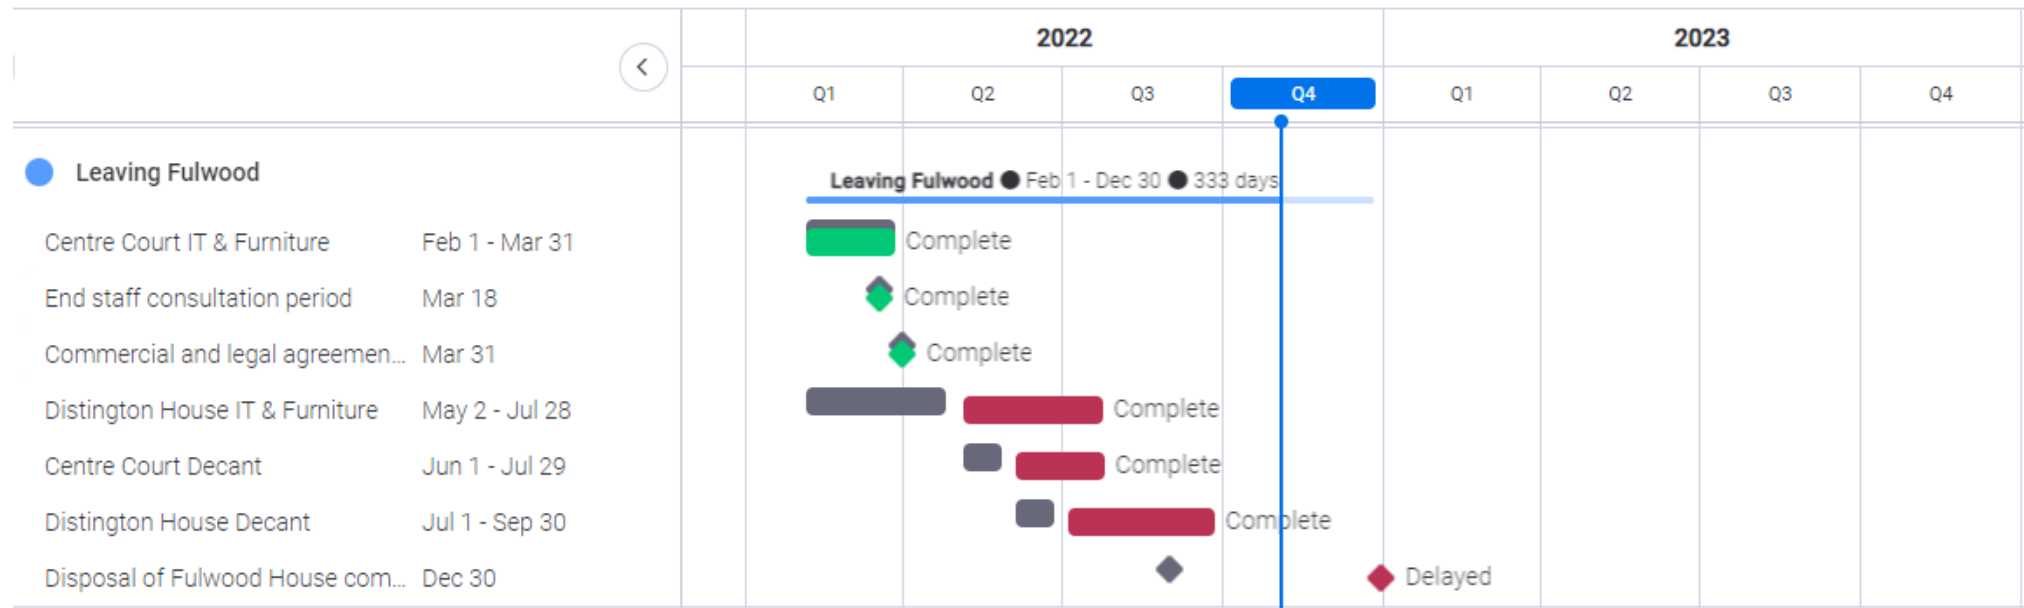 2022 2023
Q1 Q2 Q3 Q4 Q1 Q2 Q3 Q4
Leaving Fulwood
Leaving Fulwood ● Feb 1 - Dec 30 ● 333 days
Centre Court IT & Furniture Feb 1 - Mar 31 Complete
End staff consultation period Mar 18 Complete
Commercial and legal agreemen... Mar 31 Complete
Distington House IT & Furniture May 2 - Jul 28 Complete
Centre Court Decant Jun 1 - Jul 29 Complete
Distington House Decant Jul 1 - Sep 30 Complete
Disposal of Fulwood House com... Dec 30 Delayed